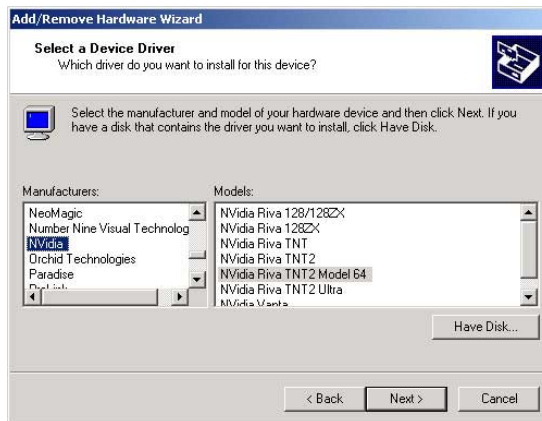 Add/Remove Hardware Wizard
Select a Device Driver
Which driver do you want to install for this device?
Select the manufacturer and model of your hardware device and then click Next. If you
have a disk that contains the driver you want to install, click Have Disk.
Manufacturers:
NeoMagic
Number Nine Visual Technolog
NVidia
Orchid Technologies
Paradise
Models:
NVidia Riva 128/128ZX
NVidia Riva 128ZX
NVidia Riva TNT
NVidia Riva TNT2
NVidia Riva TNT2 Model 64
NVidia Riva TNT2 Ultra
NVidia Vanta
Have Disk...
< Back
Next >
Cancel